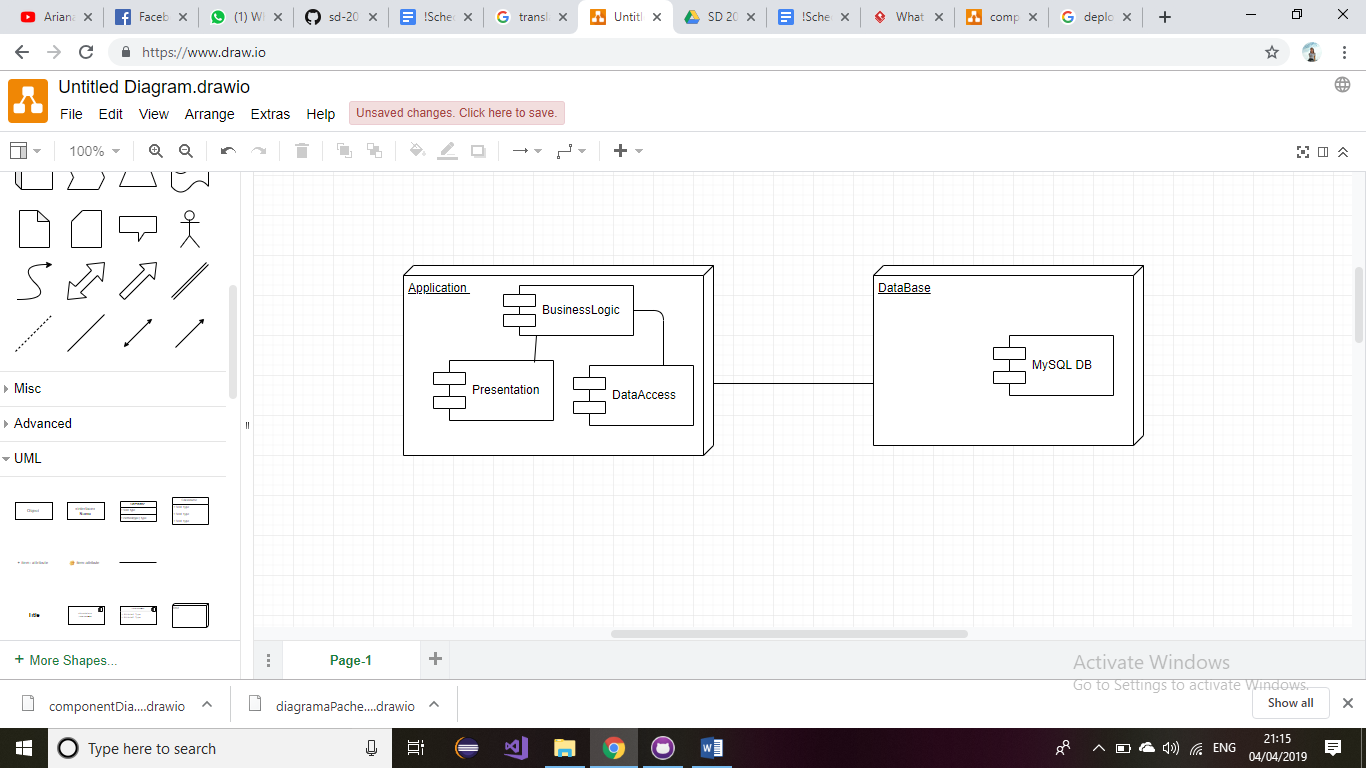 Ariana
Faceb
(1) W
sd-20
!Sche
transl
Untitl
SD 20
!Sche
What
comp
deplo
https://www.draw.io
Untitled Diagram.drawio
File Edit View Arrange Extras Help Unsaved changes. Click here to save.
100%
Application
BusinessLogic
Presentation
DataAccess
DataBase
MySQL DB
Misc
Advanced
UML
+ More Shapes...
Page-1
Activate Windows
Go to Settings to activate Windows.
componentDia....drawio
diagramaPache....drawio
Show all
Type here to search
ENG
21:15
04/04/2019